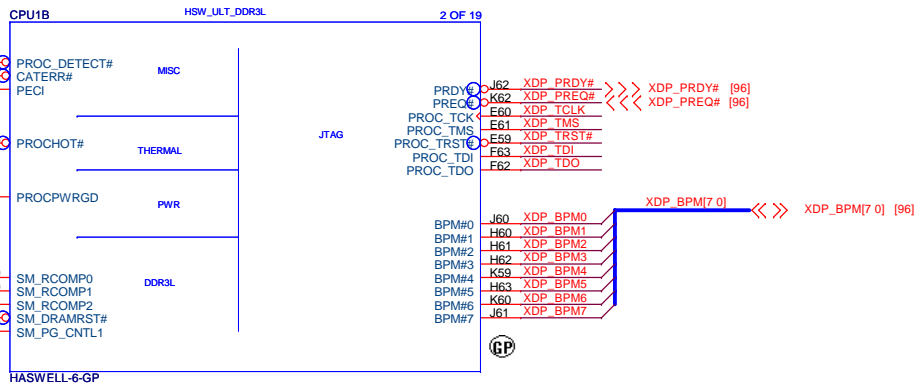 CPU1B HSW_ULT_DDR3L 2 OF 19
PROC_DETECT# MISC
CATERR#
PECI
PRDY# J62 XDP_PRDY# XDP_PRDY# [96]
PREQ# K62 XDP_PREQ# XDP_PREQ# [96]
PROC_TCK E60 XDP_TCLK
PROC_TMS E61 XDP_TMS
JTAG
PROCHOT# PROC_TRST# E59 XDP_TRST#
THERMAL PROC_TDI F63 XDP_TDI
PROC_TDO F62 XDP_TDO
PROCPWRGD PWR
XDP_BPM[7 0] XDP_BPM[7 0] [96]
BPM#0 J60 XDP_BPM0
BPM#1 H60 XDP_BPM1
BPM#2 H61 XDP_BPM2
BPM#3 H62 XDP_BPM3
SM_RCOMP0 DDR3L BPM#4 K59 XDP_BPM4
SM_RCOMP1 BPM#5 H63 XDP_BPM5
SM_RCOMP2 BPM#6 K60 XDP_BPM6
SM_DRAMRST# BPM#7 J61 XDP_BPM7
SM_PG_CNTL1
GP
HASWELL-6-GP